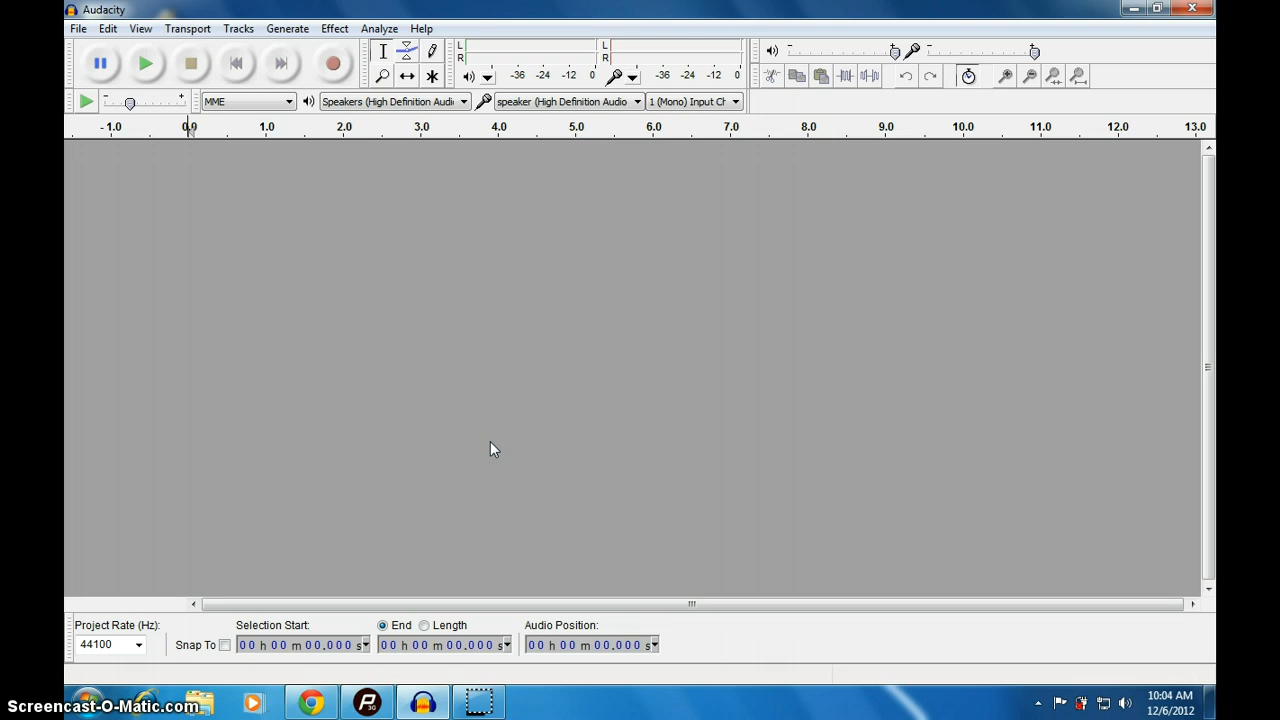 Audacity
File Edit View Transport Tracks Generate Effect Analyze Help
L
R
-36 -24 -12 0
L
R
-36 -24 -12 0
MME
Speakers (High Definition Audi
speaker (High Definition Audio
1 (Mono) Input Ch
- 1.0 0.0 1.0 2.0 3.0 4.0 5.0 6.0 7.0 8.0 9.0 10.0 11.0 12.0 13.0
Project Rate (Hz):
44100
Snap To
Selection Start:
00 h 00 m 00.000 s
End Length
00 h 00 m 00.000 s
Audio Position:
00 h 00 m 00.000 s
Screencast-O-Matic.com
10:04 AM
12/6/2012